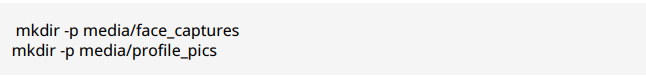 mkdir -p media/face_captures
mkdir -p media/profile_pics